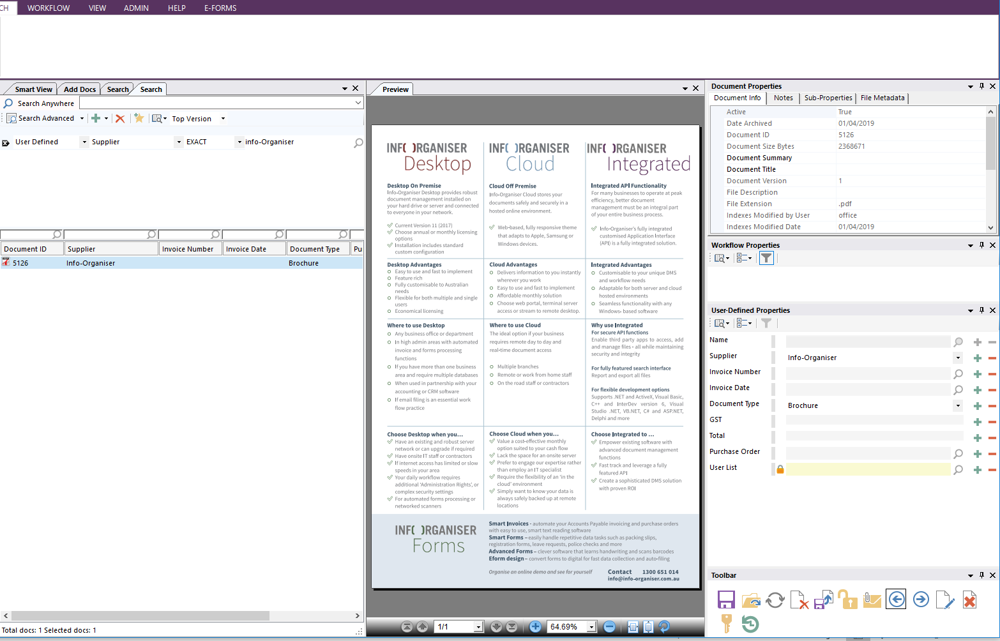 CH WORKFLOW VIEW ADMIN HELP E-FORMS
Smart View Add Docs Search Search
Search Anywhere
Search Advanced Top Version
User Defined Supplier EXACT info-Organiser
Document ID Supplier Invoice Number Invoice Date Document Type Pu
5126 Info-Organiser Brochure
Total docs: 1 Selected docs: 1
Preview
INFO ORGANISER
Desktop
Desktop On Premise
Info-Organiser Desktop provides robust
document management installed on
your hard drive or server and connected
to everyone in your network.
Current Version 11 (2017)
Choose annual or monthly licensing
options
Installation includes standard
custom configuration
Desktop Advantages
Easy to use and fast to implement
Feature rich
Fully customisable to Australian
needs
Flexible for both multiple and single
users
Economical licensing
Where to use Desktop
Any business office or department
In high admin areas with automated
invoice and forms processing
functions
If you have more than one business
area and require multiple databases
When used in partnership with your
accounting or CRM software
If email filing is an essential work
flow practice
Choose Desktop when you...
Have an existing and robust server
network or can upgrade if required
Have onsite IT staff or contractors
If internet access has limited or slow
speeds in your area
Your daily workflow requires
additional 'Administration Rights', or
complex security settings
For automated forms processing or
networked scanners
INFO ORGANISER
Cloud
Cloud Off Premise
Info-Organiser Cloud stores your
documents safely and securely in a
hosted online environment.
Web-based, fully responsive theme
that adapts to Apple, Samsung or
Windows devices.
Cloud Advantages
Delivers information to you instantly
wherever you work
Easy to use and fast to implement
Affordable monthly solution
Choose web portal, terminal server
access or stream to remote desktop.
Where to use Cloud
The ideal option if your business
requires remote day to day and
real-time document access
Multiple branches
Remote or work from home staff
On the road staff or contractors
Choose Cloud when you...
Value a cost-effective monthly
option suited to your cash flow
Lack the space for an onsite server
Prefer to engage our expertise rather
than employ an IT specialist
Require the flexibility of an 'in the
cloud' environment
Simply want to know your data is
always safely backed up at remote
locations
INFO ORGANISER
Integrated
Integrated API Functionality
For many businesses to operate at peak
efficiency, better document
management must be an integral part
of your entire business process.
Info-Organiser's fully integrated
customised Application Interface
(API) is a fully integrated solution.
Integrated Advantages
Customisable to your unique DMS
and workflow needs
Adaptable for both server and cloud
hosted environments
Seamless functionality with any
Windows- based software
Why use Integrated
For secure API functions
Enable third party apps to access, add
and manage files - all while maintaining
security and integrity
For fully featured search interface
Report and export all files
For flexible development options
Supports .NET and ActiveX, Visual Basic,
C++ and InterDev version 6, Visual
Studio .NET, VB.NET, C# and ASP.NET,
Delphi and more
Choose Integrated to ...
Empower existing software with
advanced document management
functions
Fast track and leverage a fully
featured API
Create a sophisticated DMS solution
with proven ROI
INFO ORGANISER
Forms
Smart Invoices - automate your Accounts Payable invoicing and purchase orders
with easy to use, smart text reading software
Smart Forms – easily handle repetitive data tasks such as packing slips,
registration forms, leave requests, police checks and more
Advanced Forms – clever software that learns handwriting and scans barcodes
Eform design – convert forms to digital for fast data collection and auto-filing
Organise an online demo and see for yourself Contact 1300 651 014
info@info-organiser.com.au
1/1 64.69%
Document Properties
Document Info Notes Sub-Properties File Metadata
Active True
Date Archived 01/04/2019
Document ID 5126
Document Size Bytes 2368671
Document Summary
Document Title
Document Version 1
File Description
File Extension .pdf
Indexes Modified by User office
Indexes Modified Date 01/04/2019
Workflow Properties
User-Defined Properties
Name
Supplier Info-Organiser
Invoice Number
Invoice Date
Document Type Brochure
GST
Total
Purchase Order
User List
Toolbar